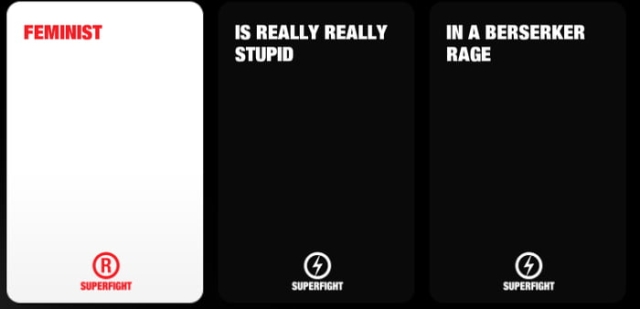 FEMINIST
R
SUPERFIGHT
IS REALLY REALLY
STUPID
SUPERFIGHT
IN A BERSERKER
RAGE
SUPERFIGHT